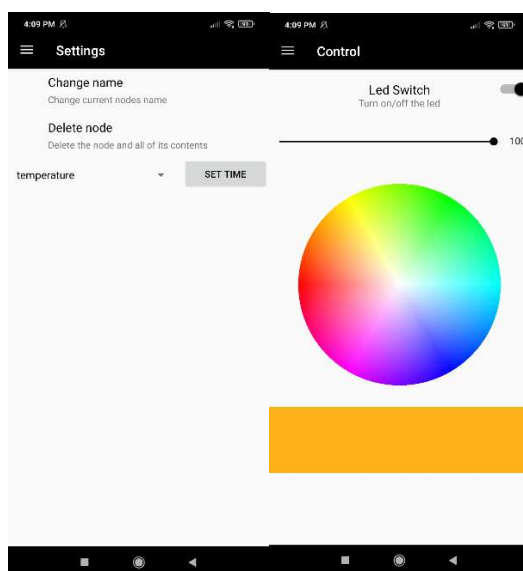 4:09 PM
Settings
Change name
Change current nodes name
Delete node
Delete the node and all of its contents
temperature
SET TIME
4:09 PM
Control
Led Switch
Turn on/off the led
100